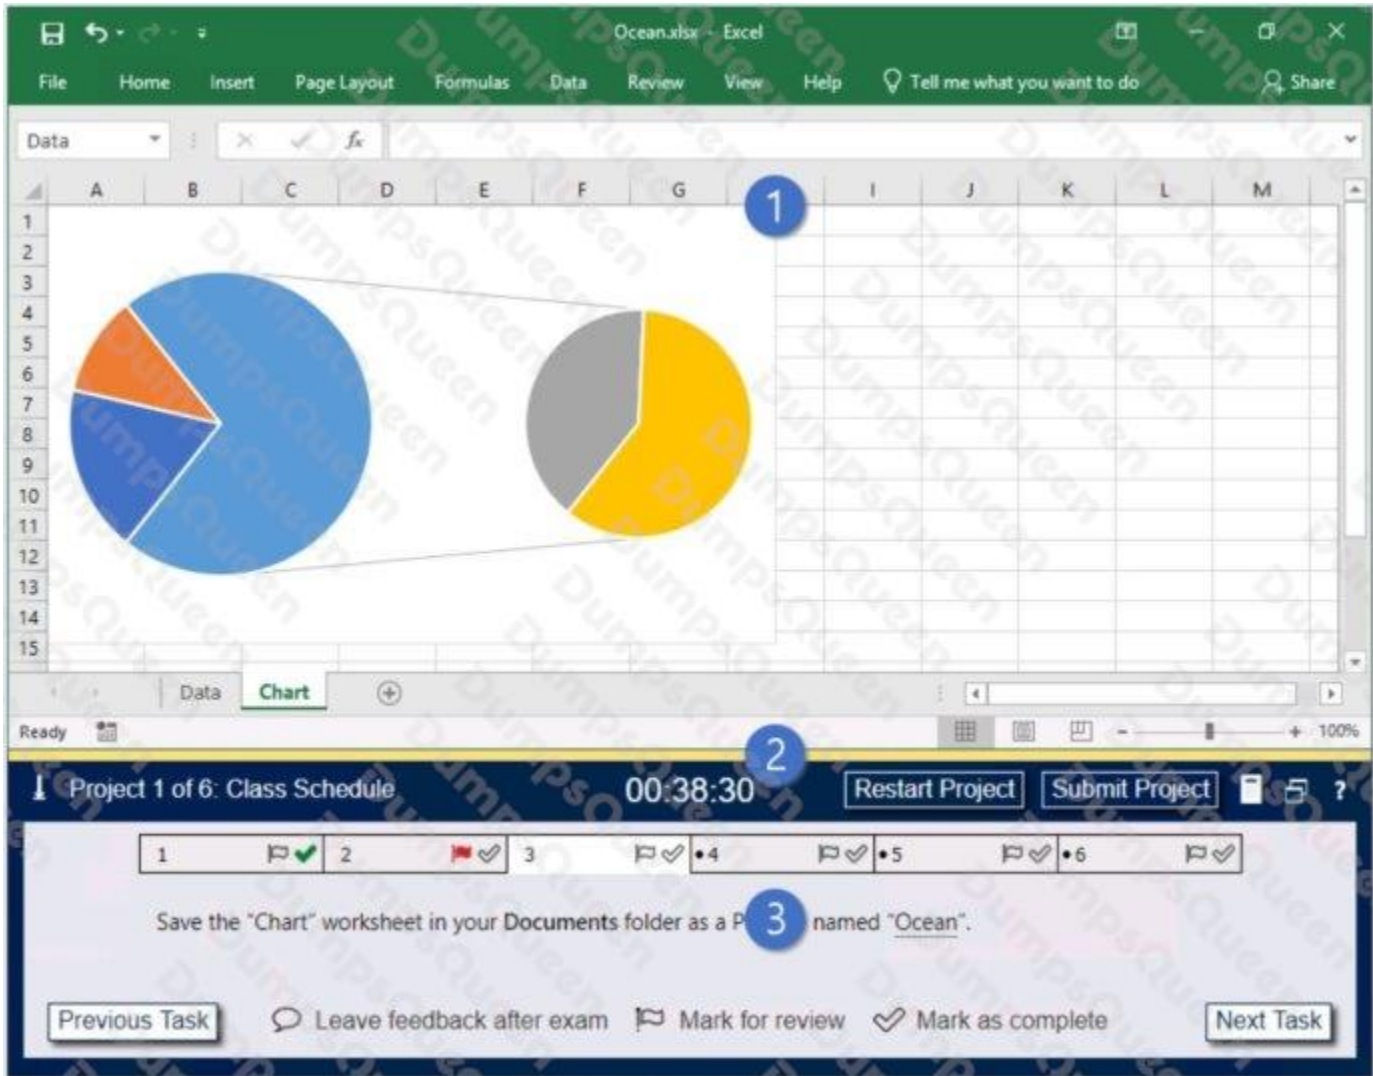 Ocean.xlsx - Excel
File Home Insert Page Layout Formulas Data Review View Help Tell me what you want to do Share
Data fx
A B C D E F G 1 I J K L M
1
2
3
4
5
6
7
8
9
10
11
12
13
14
15
Data Chart
Ready 100%
2
Project 1 of 6: Class Schedule 00:38:30 Restart Project Submit Project ?
1 2 3 •4 •5 •6
Save the "Chart" worksheet in your Documents folder as a P 3 named "Ocean".
Previous Task Leave feedback after exam Mark for review Mark as complete Next Task
DumpsQueen